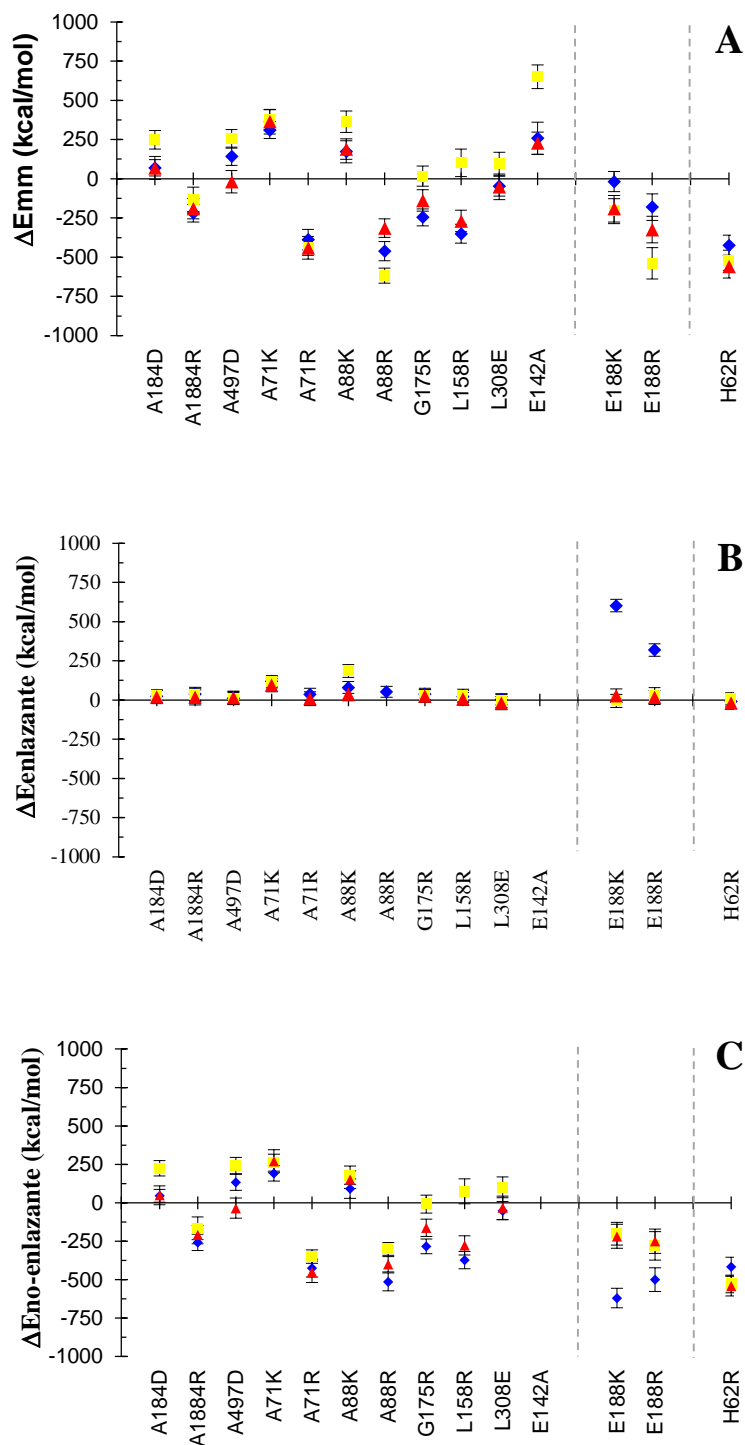 A
ΔEmm (kcal/mol)
1000
750
500
250
0
-250
-500
-750
-1000
A184D
A1884R
A497D
A71K
A71R
A88K
A88R
G175R
L158R
L308E
E142A
E188K
E188R
H62R
B
ΔEenlazante (kcal/mol)
1000
750
500
250
0
-250
-500
-750
-1000
A184D
A1884R
A497D
A71K
A71R
A88K
A88R
G175R
L158R
L308E
E142A
E188K
E188R
H62R
C
ΔEno-enlazante (kcal/mol)
1000
750
500
250
0
-250
-500
-750
-1000
A184D
A1884R
A497D
A71K
A71R
A88K
A88R
G175R
L158R
L308E
E142A
E188K
E188R
H62R